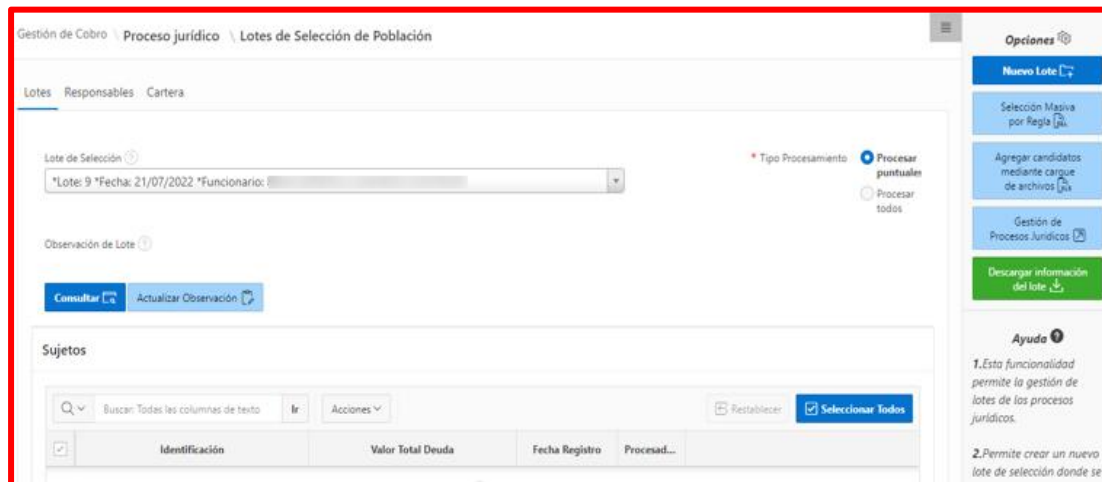 Gestión de Cobro \ Proceso jurídico \ Lotes de Selección de Población
Lotes Responsables Cartera
Lote de Selección
*Lote: 9 *Fecha: 21/07/2022 *Funcionario:
* Tipo Procesamiento
Procesar
puntuales
Procesar
todos
Observación de Lote
Consultar Actualizar Observación
Sujetos
Buscar: Todas las columnas de texto Ir Acciones Restablecer Seleccionar Todos
Identificación Valor Total Deuda Fecha Registro Procesad...
Opciones
Nuevo Lote
Selección Masiva
por Regla
Agregar candidatos
mediante cargue
de archivos
Gestión de
Procesos Jurídicos
Descargar información
del lote
Ayuda
1.Esta funcionalidad
permite la gestión de
lotes de los procesos
jurídicos.
2.Permite crear un nuevo
lote de selección donde se